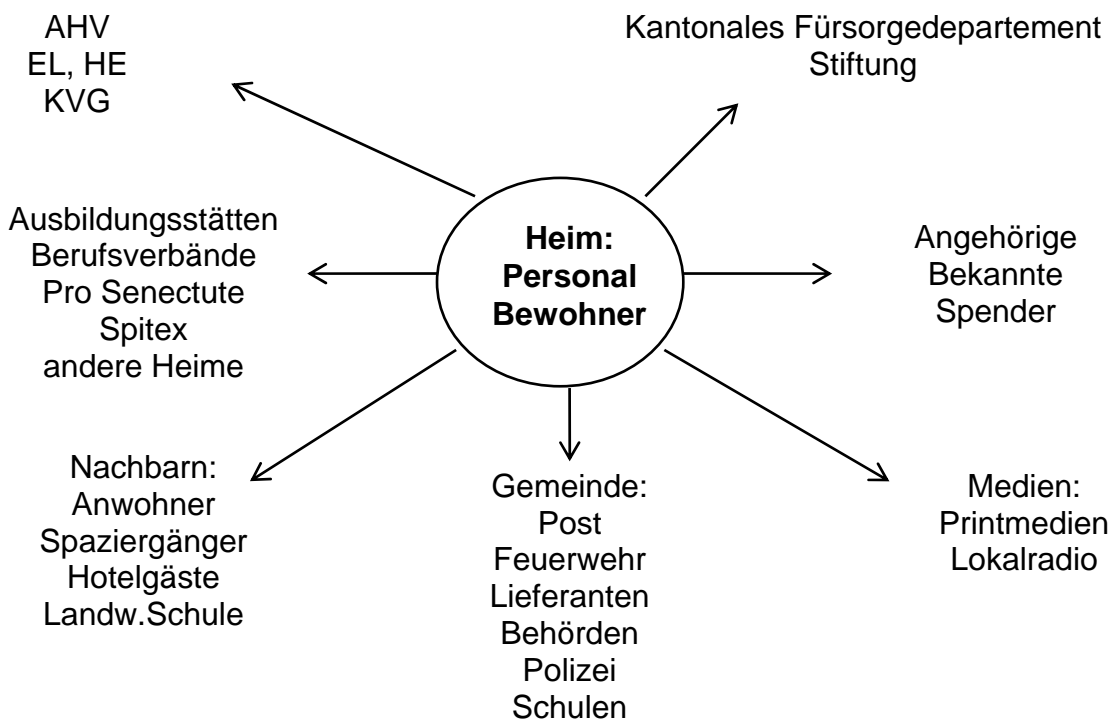 AHV
EL, HE
KVG
Kantonales Fürsorgedepartement
Stiftung
Ausbildungsstätten
Berufsverbände
Pro Senectute
Spitex
andere Heime
Heim:
Personal
Bewohner
Angehörige
Bekannte
Spender
Nachbarn:
Anwohner
Spaziergänger
Hotelgäste
Landw.Schule
Gemeinde:
Post
Feuerwehr
Lieferanten
Behörden
Polizei
Schulen
Medien:
Printmedien
Lokalradio